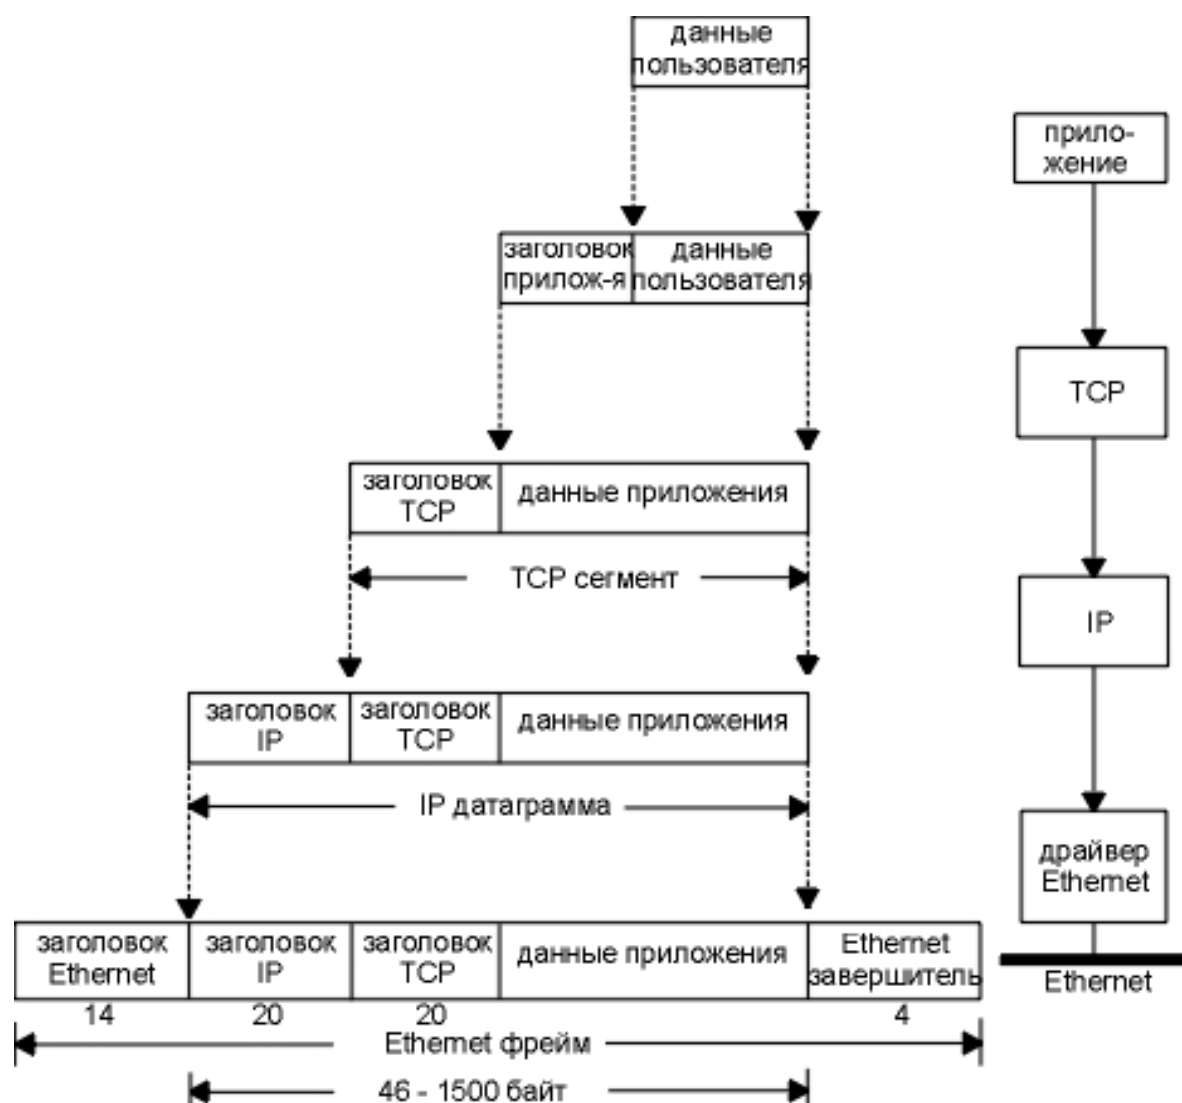 данные
пользователя
прило-
жение
заголовок
прилож-я
данные
пользователя
TCP
заголовок
TCP
данные приложения
TCP сегмент
IP
заголовок
IP
заголовок
TCP
данные приложения
IP датаграмма
драйвер
Ethernet
заголовок
Ethernet
заголовок
IP
заголовок
TCP
данные приложения
Ethernet
завершитель
Ethernet
14
20
20
4
Ethernet фрейм
46 - 1500 байт